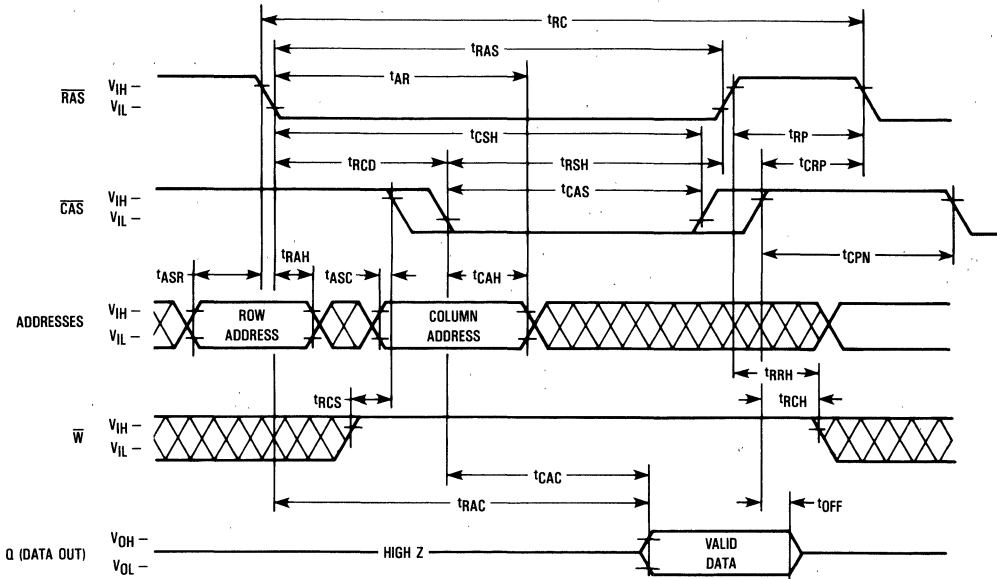 tRC
tRAS
tAR
RAS VIH
VIL
tCSH
tRP
tRCD tRSH tCRP
tCAS
CAS VIH
VIL
tRAH
tASR tASC tCAH tCPN
ADDRESSES VIH
VIL
ROW ADDRESS
COLUMN ADDRESS
tRRH
tRCS tRCH
W VIH
VIL
tCAC
tRAC tOFF
Q (DATA OUT) VOH
VOL
HIGH Z
VALID DATA